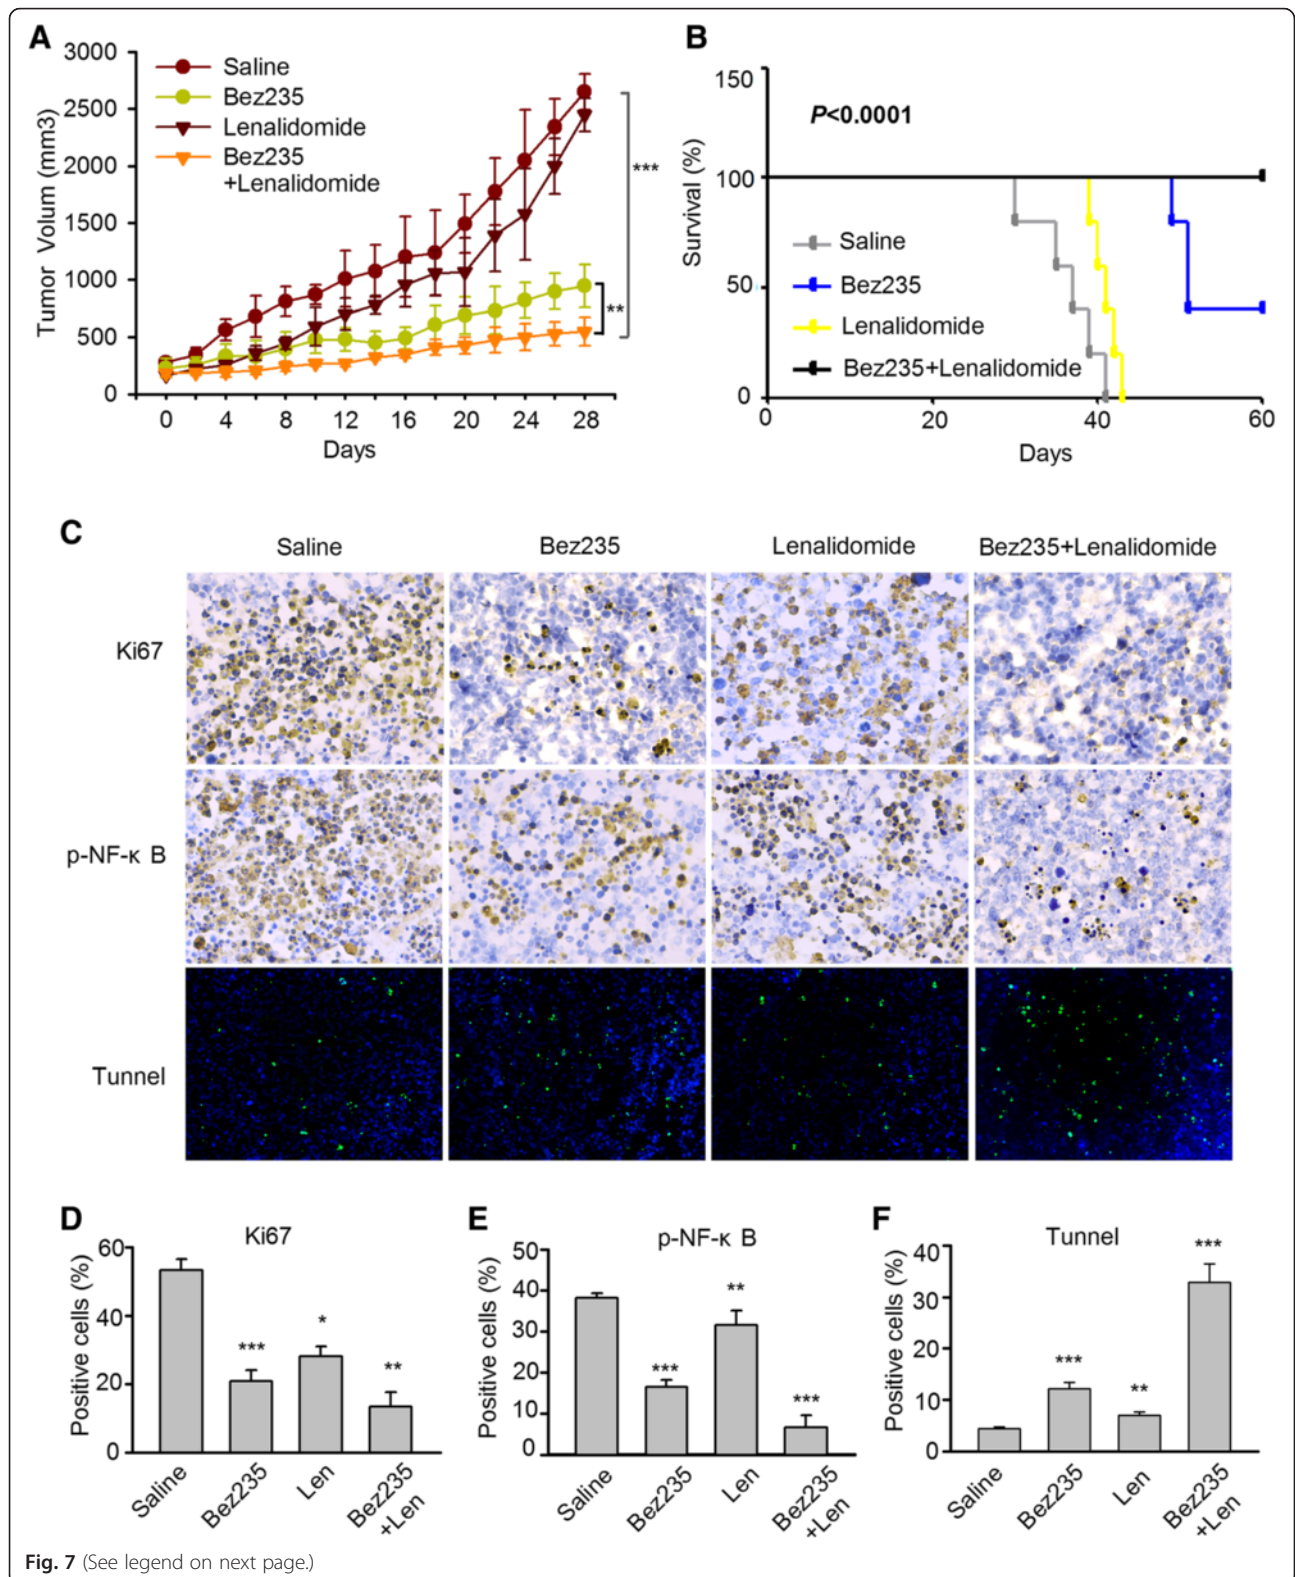 A
3000
2500
2000
1500
1000
500
0
Tumor Volum (mm3)
Saline
Bez235
Lenalidomide
Bez235
+Lenalidomide
***
**
0 4 8 12 16 20 24 28
Days
B
150
100
50
0
Survival (%)
P<0.0001
Saline
Bez235
Lenalidomide
Bez235+Lenalidomide
0 20 40 60
Days
C
Saline Bez235 Lenalidomide Bez235+Lenalidomide
Ki67
p-NF-κ B
Tunnel
D
Ki67
60
40
20
0
Positive cells (%)
*** * **
Saline Bez235 Len Bez235
+Len
E
p-NF-κ B
50
40
30
20
10
0
Positive cells (%)
*** ** ***
Saline Bez235 Len Bez235
+Len
F
Tunnel
40
30
20
10
0
Positive cells (%)
*** ** ***
Saline Bez235 Len Bez235
+Len
Fig. 7 (See legend on next page.)